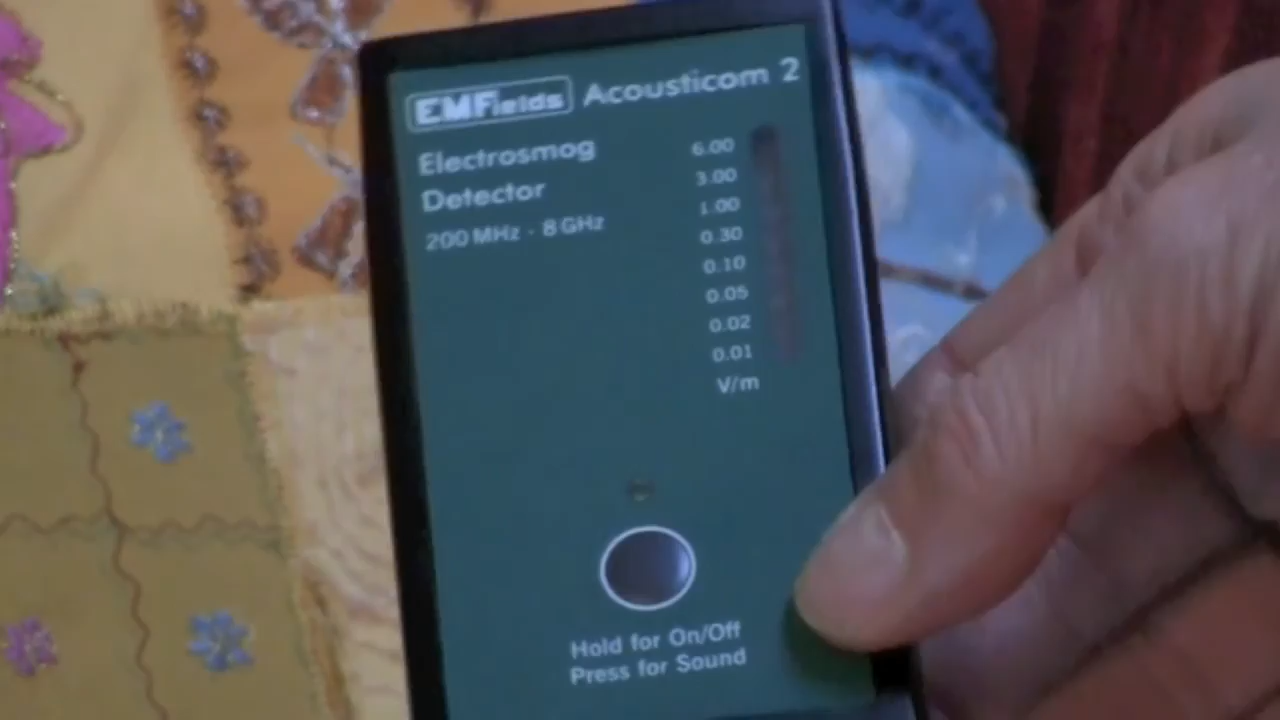 EMFields Acousticom 2
Electrosmog
Detector
200 MHz - 8 GHz
6.00
3.00
1.00
0.30
0.10
0.05
0.02
0.01
V/m
Hold for On/Off
Press for Sound